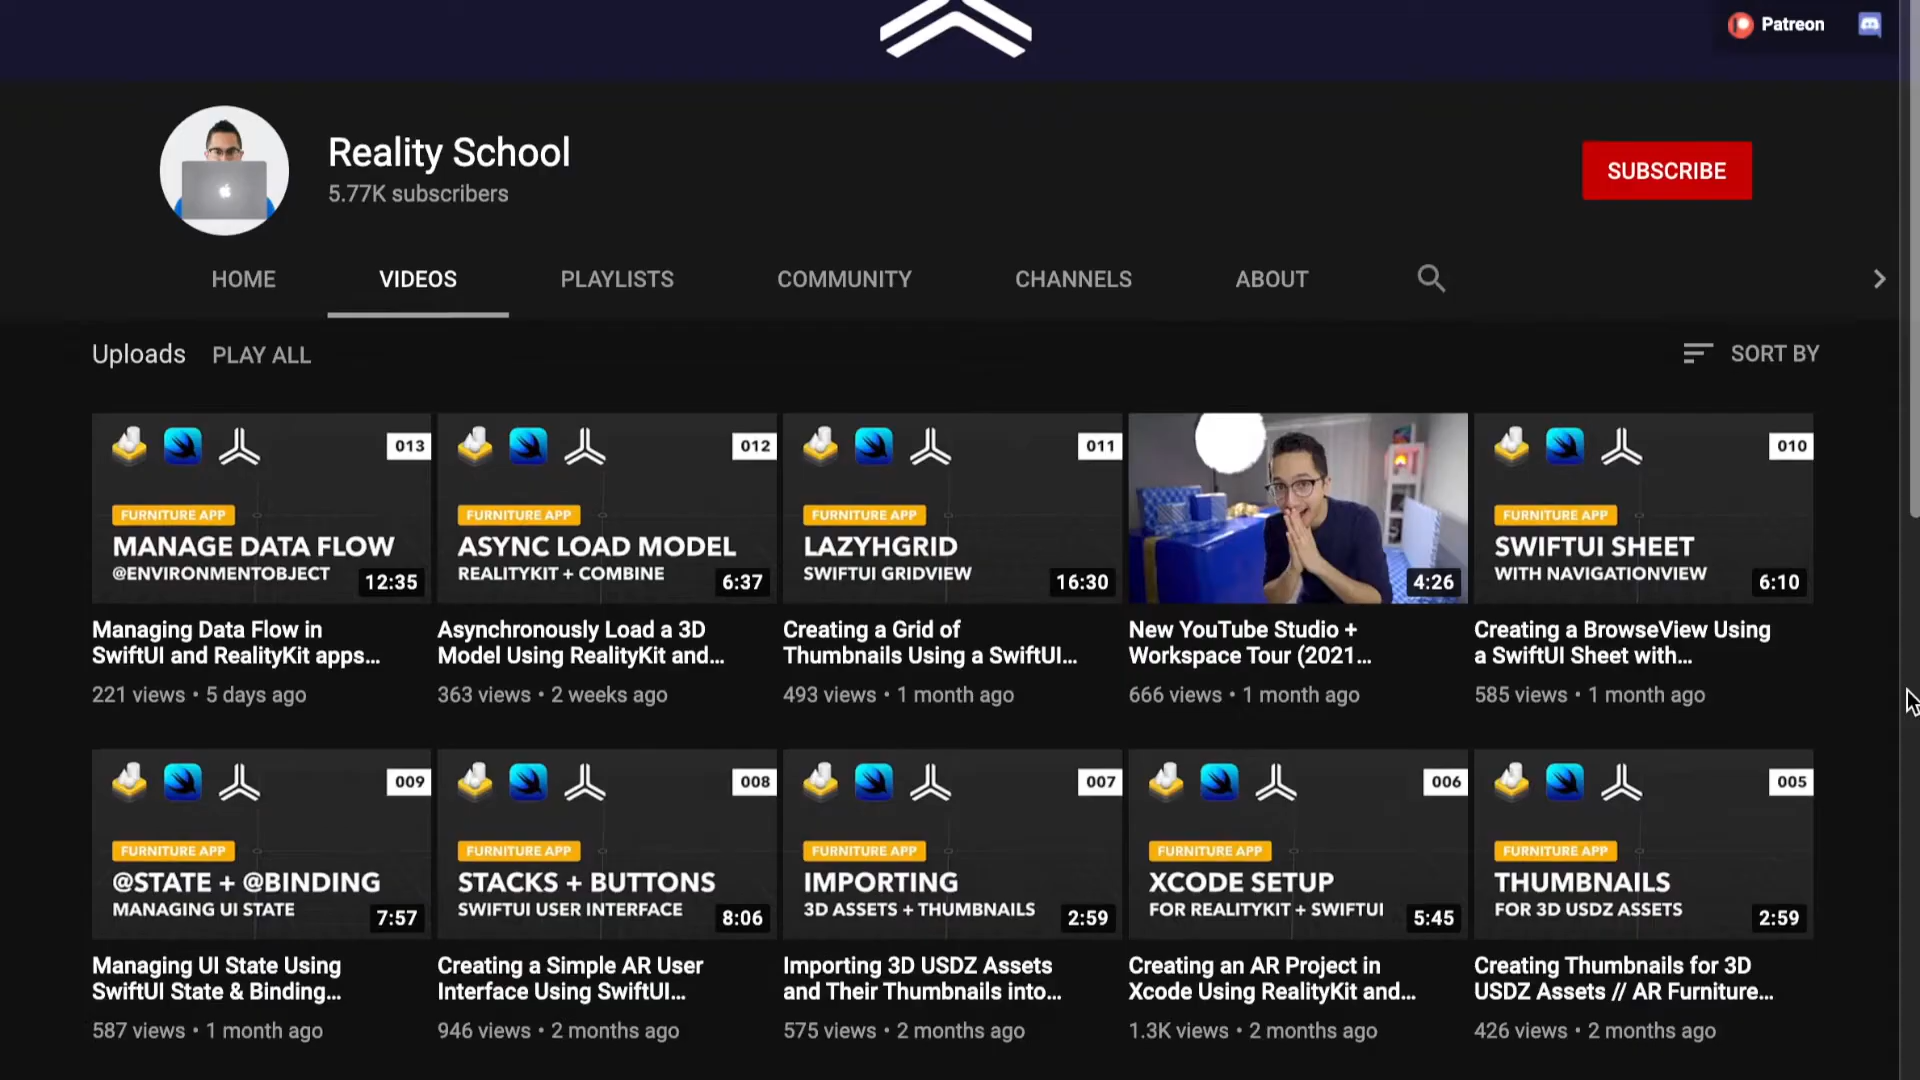 Patreon
Reality School
5.77K subscribers
SUBSCRIBE
HOME
VIDEOS
PLAYLISTS
COMMUNITY
CHANNELS
ABOUT
Uploads
PLAY ALL
SORT BY
013
FURNITURE APP
MANAGE DATA FLOW
@ENVIRONMENTOBJECT
12:35
Managing Data Flow in
SwiftUI and RealityKit apps...
221 views • 5 days ago
012
FURNITURE APP
ASYNC LOAD MODEL
REALITYKIT + COMBINE
6:37
Asynchronously Load a 3D
Model Using RealityKit and...
363 views • 2 weeks ago
011
FURNITURE APP
LAZYHGRID
SWIFTUI GRIDVIEW
16:30
Creating a Grid of
Thumbnails Using a SwiftUI...
493 views • 1 month ago
4:26
New YouTube Studio +
Workspace Tour (2021...
666 views • 1 month ago
010
FURNITURE APP
SWIFTUI SHEET
WITH NAVIGATIONVIEW
6:10
Creating a BrowseView Using
a SwiftUI Sheet with...
585 views • 1 month ago
009
FURNITURE APP
@STATE + @BINDING
MANAGING UI STATE
7:57
Managing UI State Using
SwiftUI State & Binding...
587 views • 1 month ago
008
FURNITURE APP
STACKS + BUTTONS
SWIFTUI USER INTERFACE
8:06
Creating a Simple AR User
Interface Using SwiftUI...
946 views • 2 months ago
007
FURNITURE APP
IMPORTING
3D ASSETS + THUMBNAILS
2:59
Importing 3D USDZ Assets
and Their Thumbnails into...
575 views • 2 months ago
006
FURNITURE APP
XCODE SETUP
FOR REALITYKIT + SWIFTUI
5:45
Creating an AR Project in
Xcode Using RealityKit and...
1.3K views • 2 months ago
005
FURNITURE APP
THUMBNAILS
FOR 3D USDZ ASSETS
2:59
Creating Thumbnails for 3D
USDZ Assets // AR Furniture...
426 views • 2 months ago